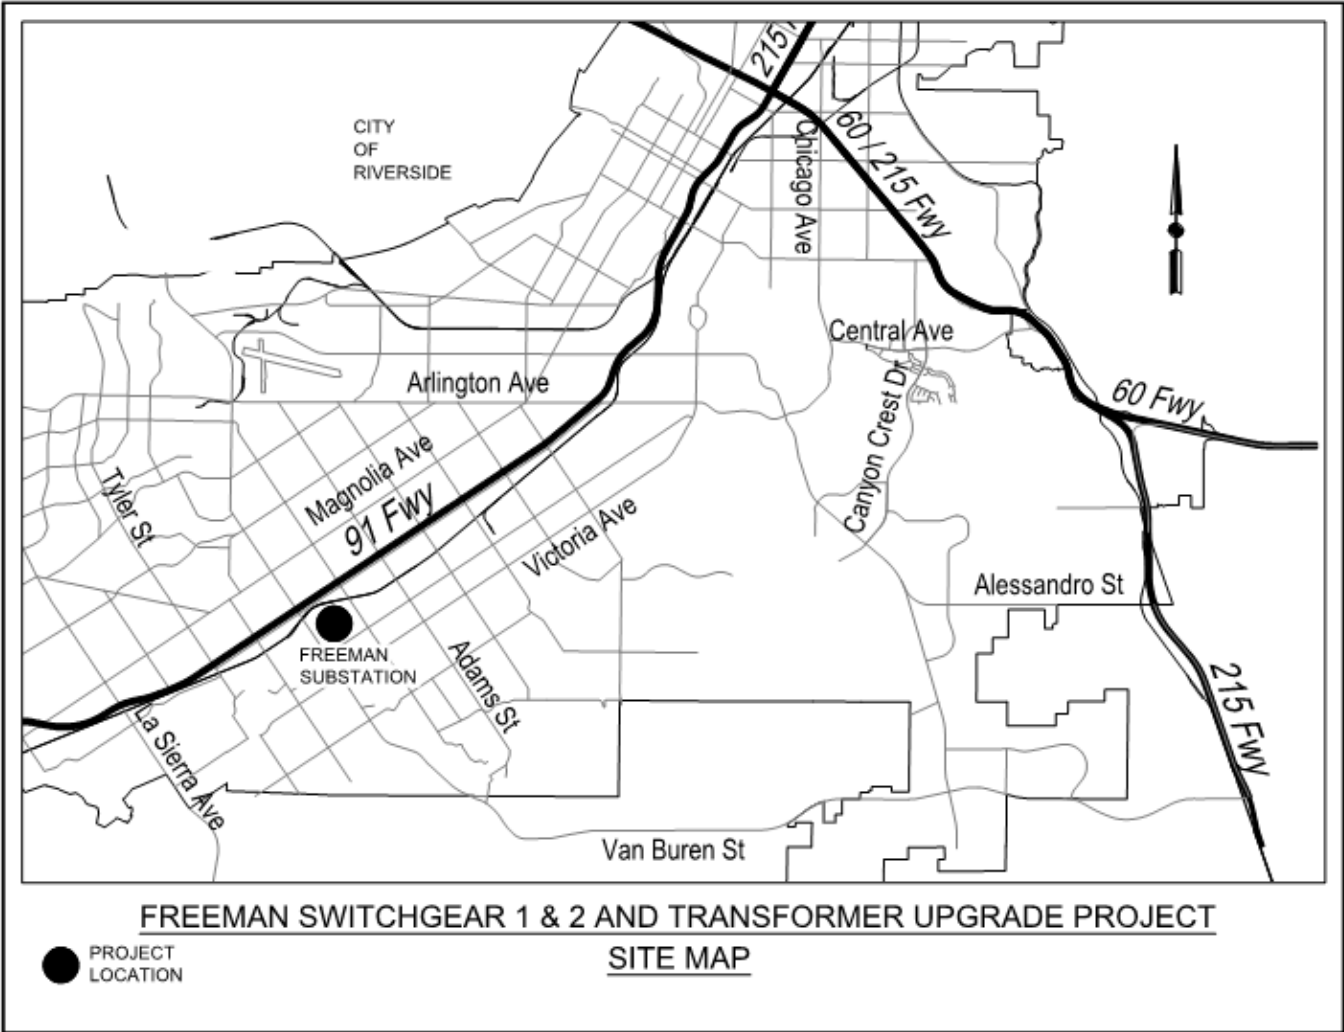 215
CITY
OF
RIVERSIDE
Chicago Ave
60 / 215 Fwy
Central Ave
Arlington Ave
Canyon Crest Dr
60 Fwy
Magnolia Ave
Tyler St
91 Fwy
Victoria Ave
Alessandro St
FREEMAN
SUBSTATION
Adams St
La Sierra Ave
215 Fwy
Van Buren St
FREEMAN SWITCHGEAR 1 & 2 AND TRANSFORMER UPGRADE PROJECT
SITE MAP
PROJECT
LOCATION